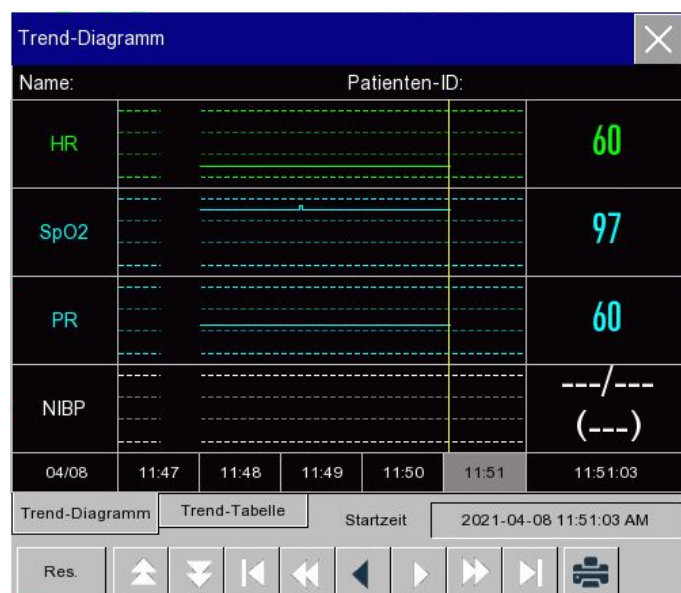 Trend-Diagramm
Name: Patienten-ID:
HR 60
SpO2 97
PR 60
NIBP ---/---
(---)
04/08 11:47 11:48 11:49 11:50 11:51 11:51:03
Trend-Diagramm Trend-Tabelle Startzeit 2021-04-08 11:51:03 AM
Res.